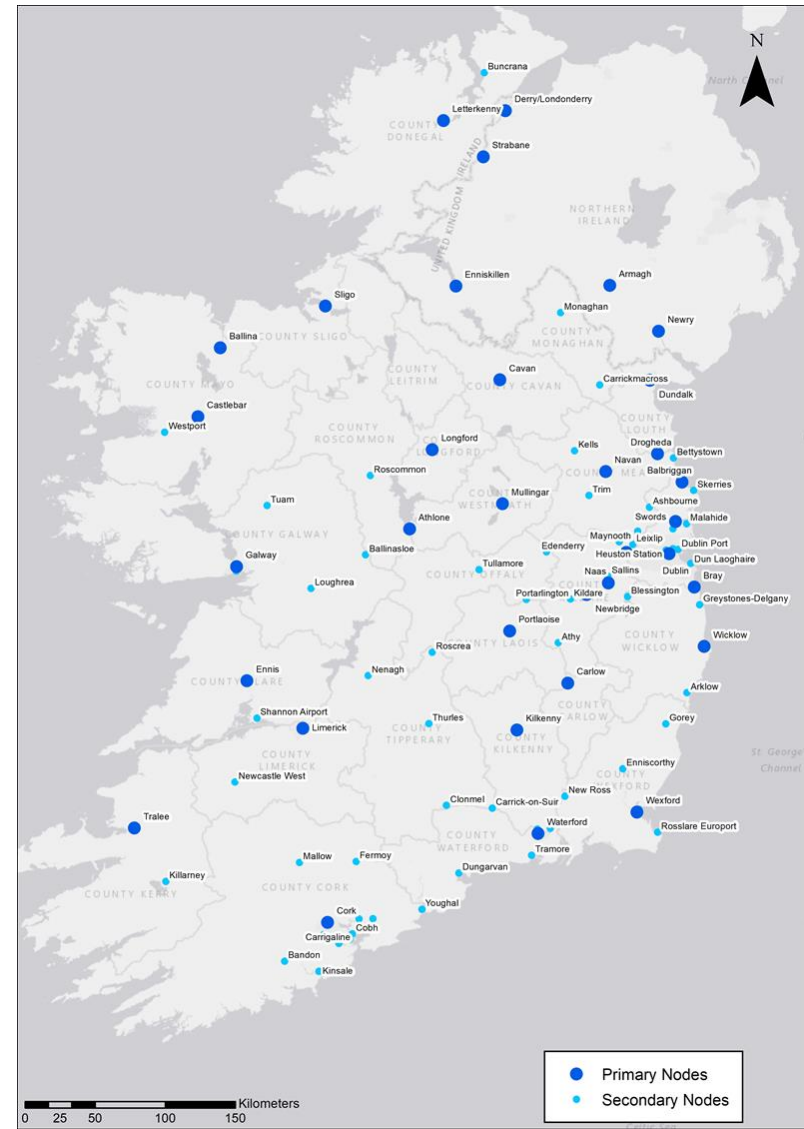 N
Buncrana
North Channel
Derry/Londonderry
Letterkenny
COUNTY
DONEGAL
Strabane
UNITED KINGDOM
IRELAND
NORTHERN
IRELAND
Enniskillen
Armagh
Sligo
Monaghan
Newry
Ballina
COUNTY SLIGO
COUNTY
MONAGHAN
COUNTY
LEITRIM
Cavan
COUNTY CAVAN
Carrickmacross
Dundalk
COUNTY MAYO
Castlebar
Westport
COUNTY
ROSCOMMON
COUNTY
LOUTH
Longford
Kells
Drogheda
Bettystown
Navan
Roscommon
Balbriggan
Skerries
Mullingar
Trim
Tuam
Ashbourne
COUNTY
WESTMEATH
Athlone
Swords
Malahide
COUNTY GALWAY
Maynooth
Leixlip
Ballinasloe
Edenderry
Heuston Station
Dublin Port
Galway
Tullamore
Dublin
Dun Laoghaire
COUNTY OFFALY
Naas
Sallins
Bray
Loughrea
Portarlington
Kildare
Blessington
Greystones-Delgany
Newbridge
Portlaoise
COUNTY LAOIS
Athy
COUNTY
WICKLOW
Wicklow
Roscrea
Ennis
COUNTY CLARE
Nenagh
Carlow
Arklow
COUNTY
CARLOW
Shannon Airport
Limerick
Thurles
Kilkenny
Gorey
COUNTY
TIPPERARY
COUNTY
KILKENNY
COUNTY
LIMERICK
St. George
Channel
Newcastle West
Enniscorthy
COUNTY
WEXFORD
New Ross
Clonmel
Carrick-on-Suir
Wexford
Tralee
Waterford
Rosslare Europort
COUNTY
WATERFORD
Tramore
Mallow
Fermoy
Dungarvan
Killarney
COUNTY KERRY
COUNTY CORK
Youghal
Cork
Cobh
Carrigaline
Bandon
Kinsale
Primary Nodes
Secondary Nodes
Kilometers
0 25 50 100 150
Celtic Sea